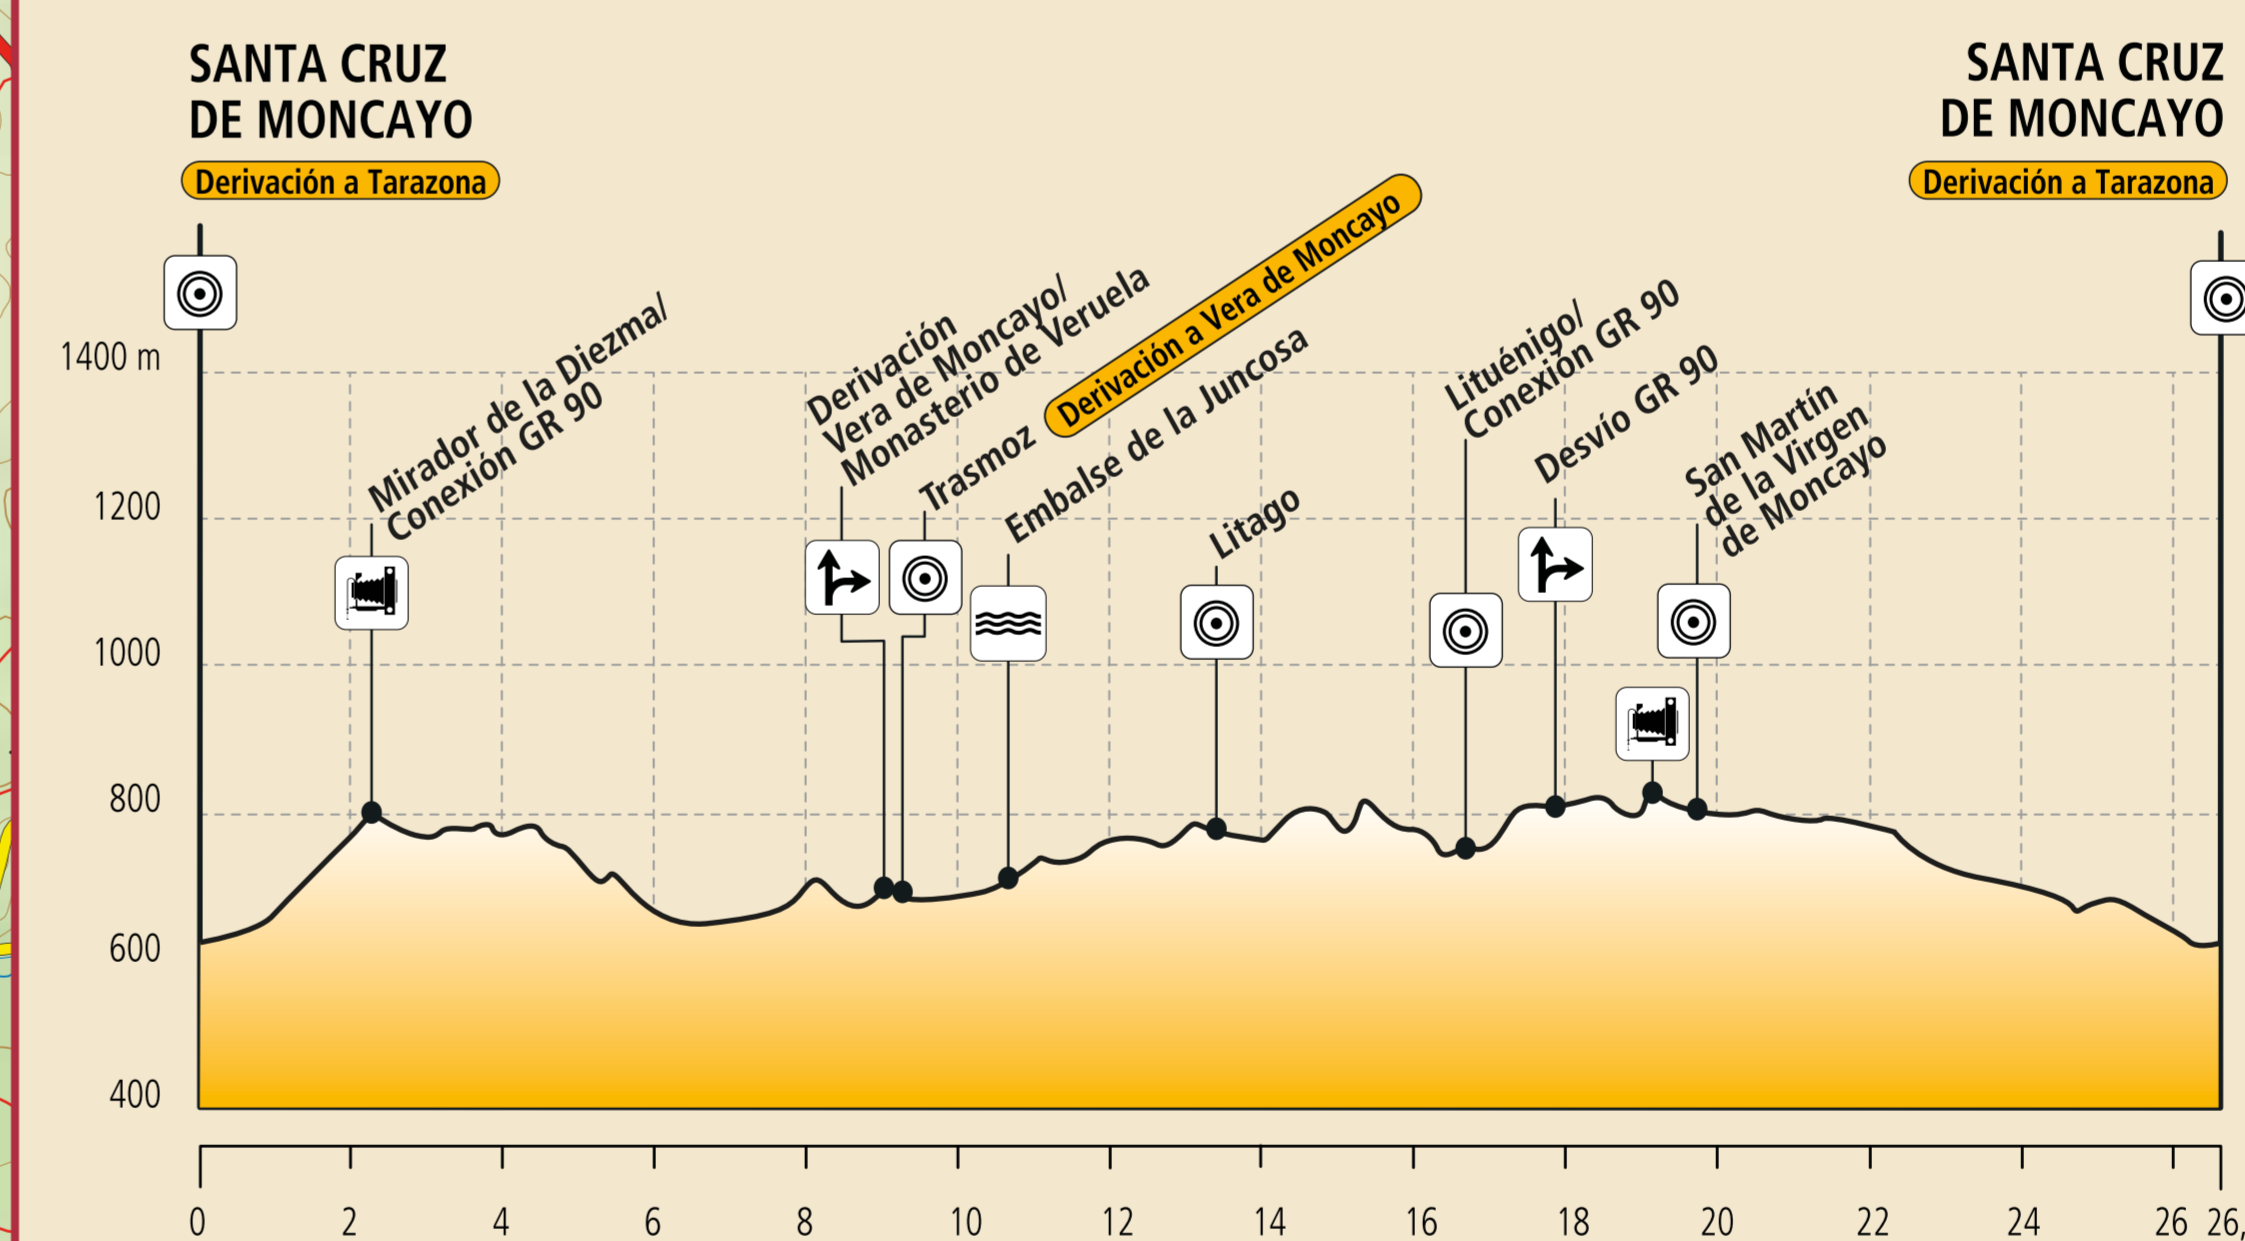 SANTA CRUZ
DE MONCAYO
Derivación a Tarazona
SANTA CRUZ
DE MONCAYO
Derivación a Tarazona
Mirador de la Diezma/
Conexión GR 90
Derivación
Vera de Moncayo/
Monasterio de Veruela
Trasmoz
Derivación a Vera de Moncayo
Embalse de la Juncosa
Litago
Lituénigo/
Conexión GR 90
Desvío GR 90
San Martín
de la Virgen
de Moncayo
1400 m
1200
1000
800
600
400
0 2 4 6 8 10 12 14 16 18 20 22 24 26 26,